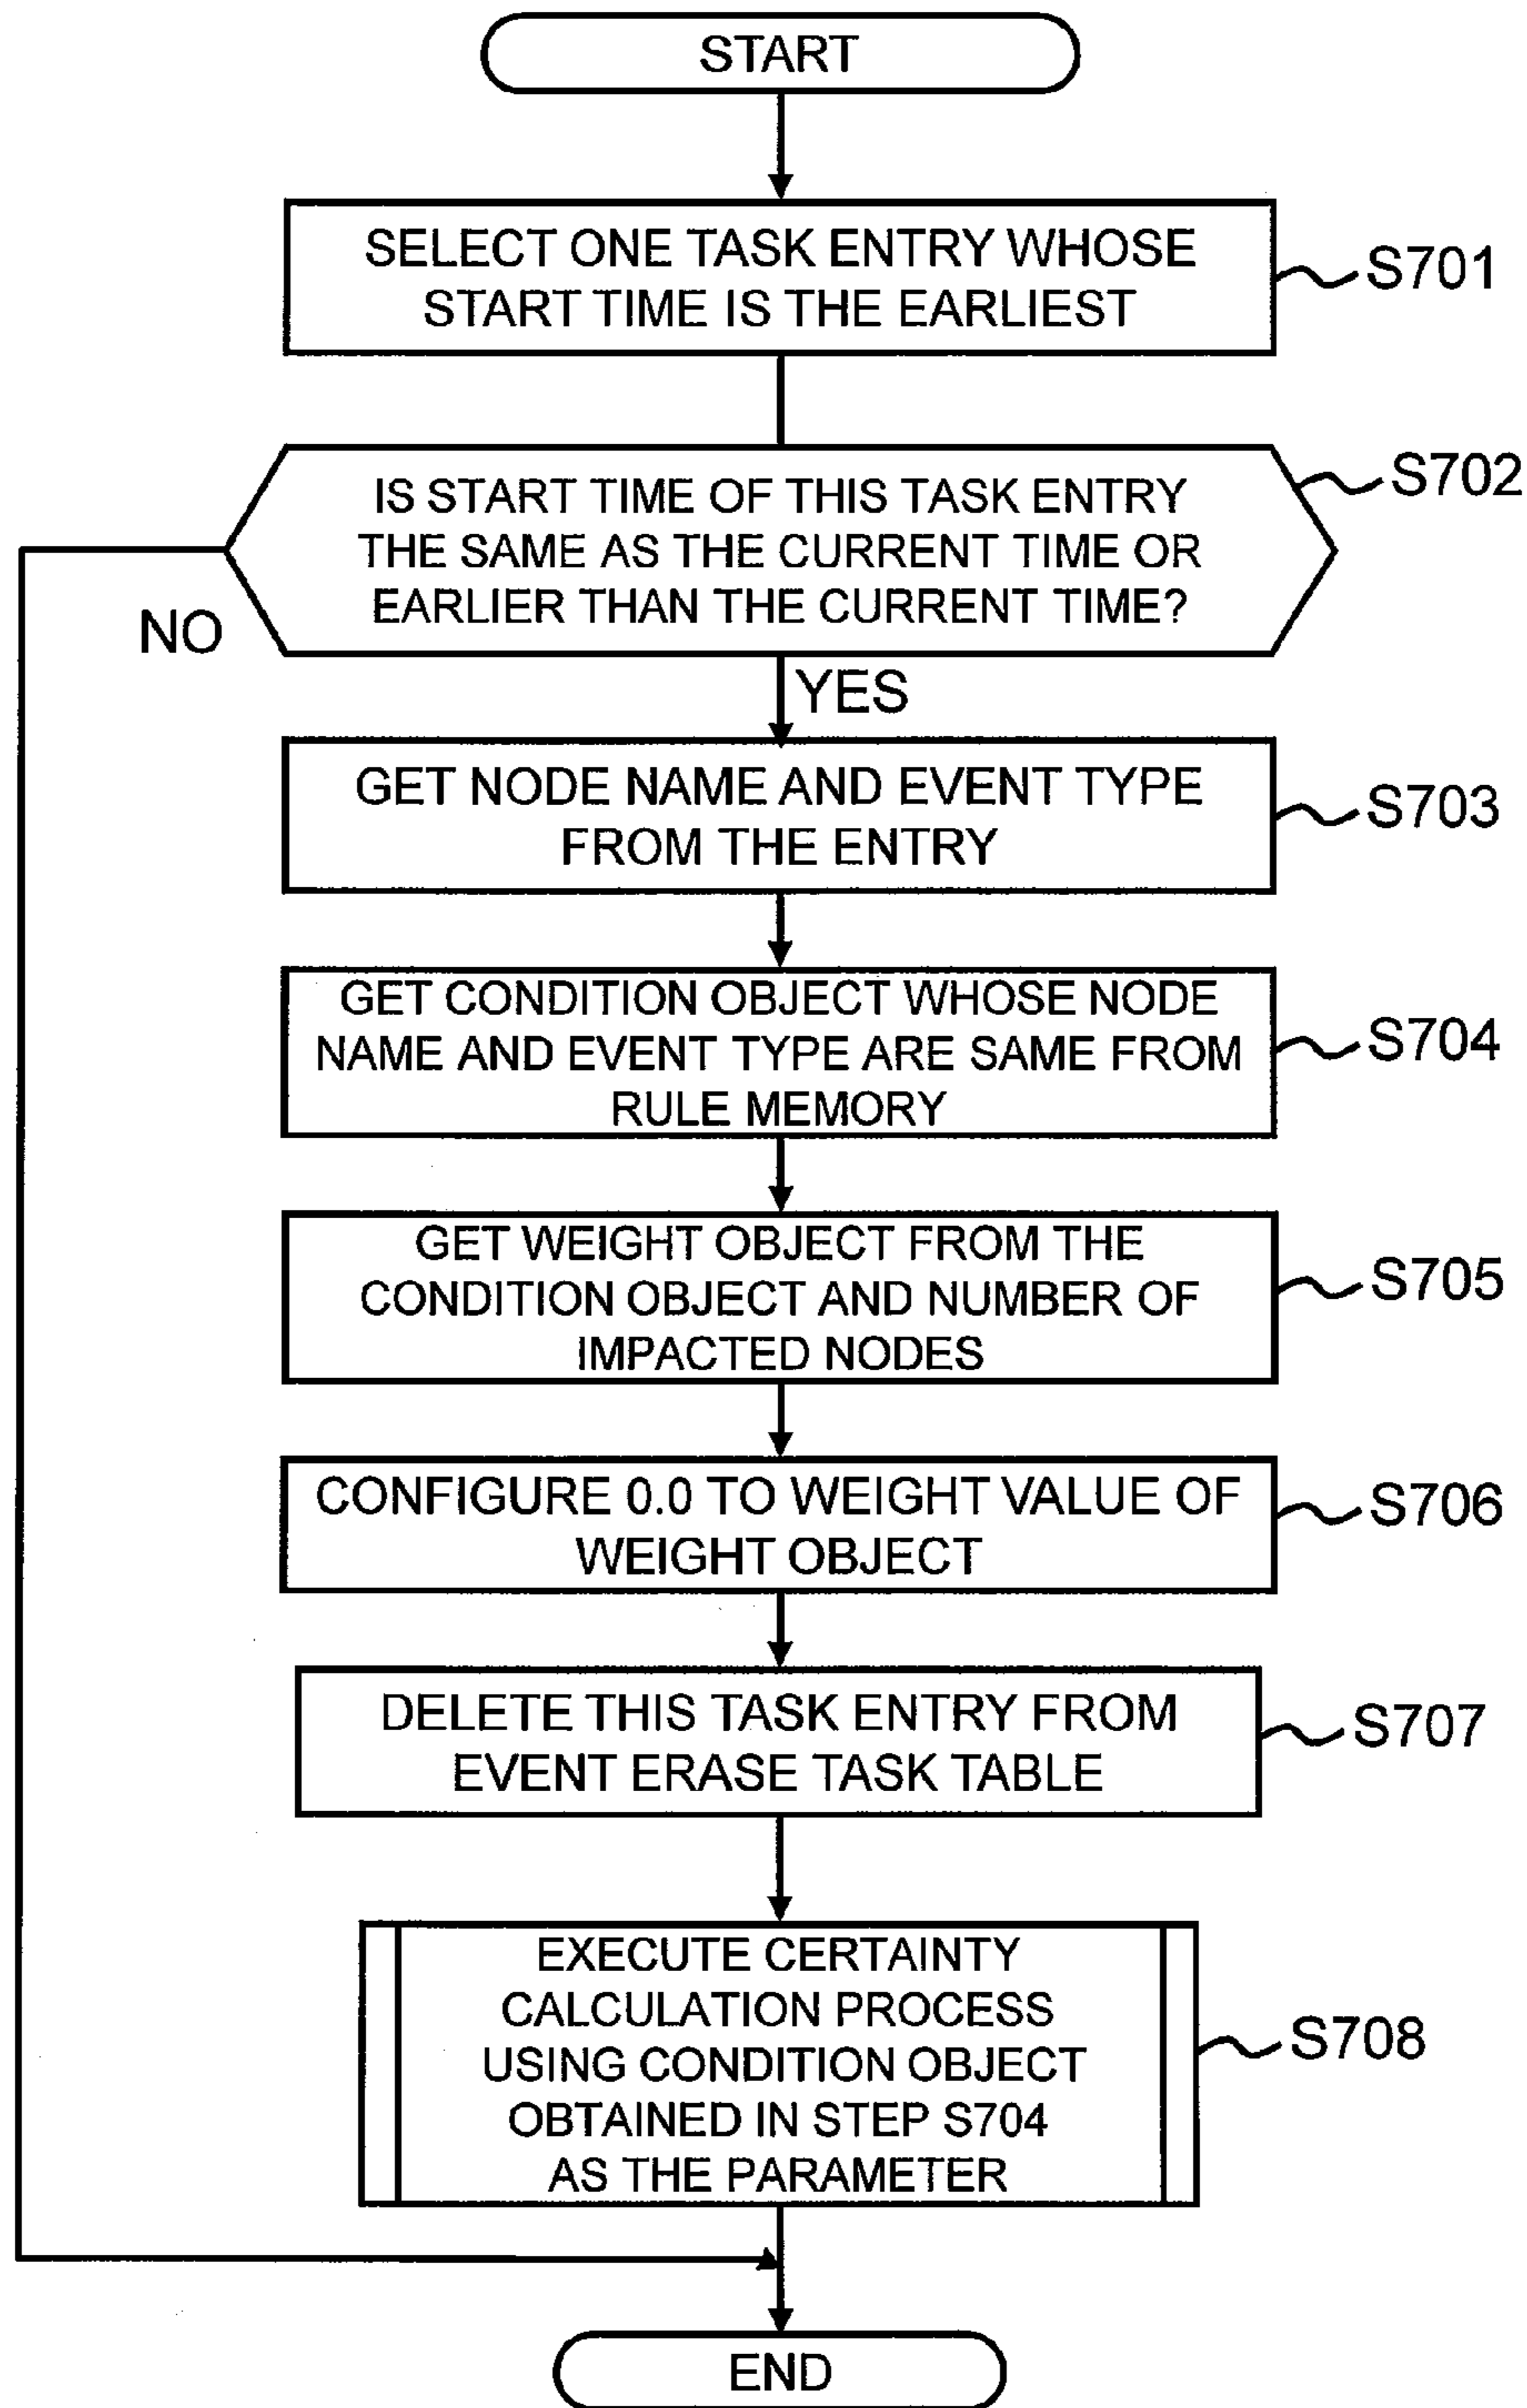 START
SELECT ONE TASK ENTRY WHOSE
START TIME IS THE EARLIEST
S701
IS START TIME OF THIS TASK ENTRY
THE SAME AS THE CURRENT TIME OR
EARLIER THAN THE CURRENT TIME?
S702
NO
YES
GET NODE NAME AND EVENT TYPE
FROM THE ENTRY
S703
GET CONDITION OBJECT WHOSE NODE
NAME AND EVENT TYPE ARE SAME FROM
RULE MEMORY
S704
GET WEIGHT OBJECT FROM THE
CONDITION OBJECT AND NUMBER OF
IMPACTED NODES
S705
CONFIGURE 0.0 TO WEIGHT VALUE OF
WEIGHT OBJECT
S706
DELETE THIS TASK ENTRY FROM
EVENT ERASE TASK TABLE
S707
EXECUTE CERTAINTY
CALCULATION PROCESS
USING CONDITION OBJECT
OBTAINED IN STEP S704
AS THE PARAMETER
S708
END